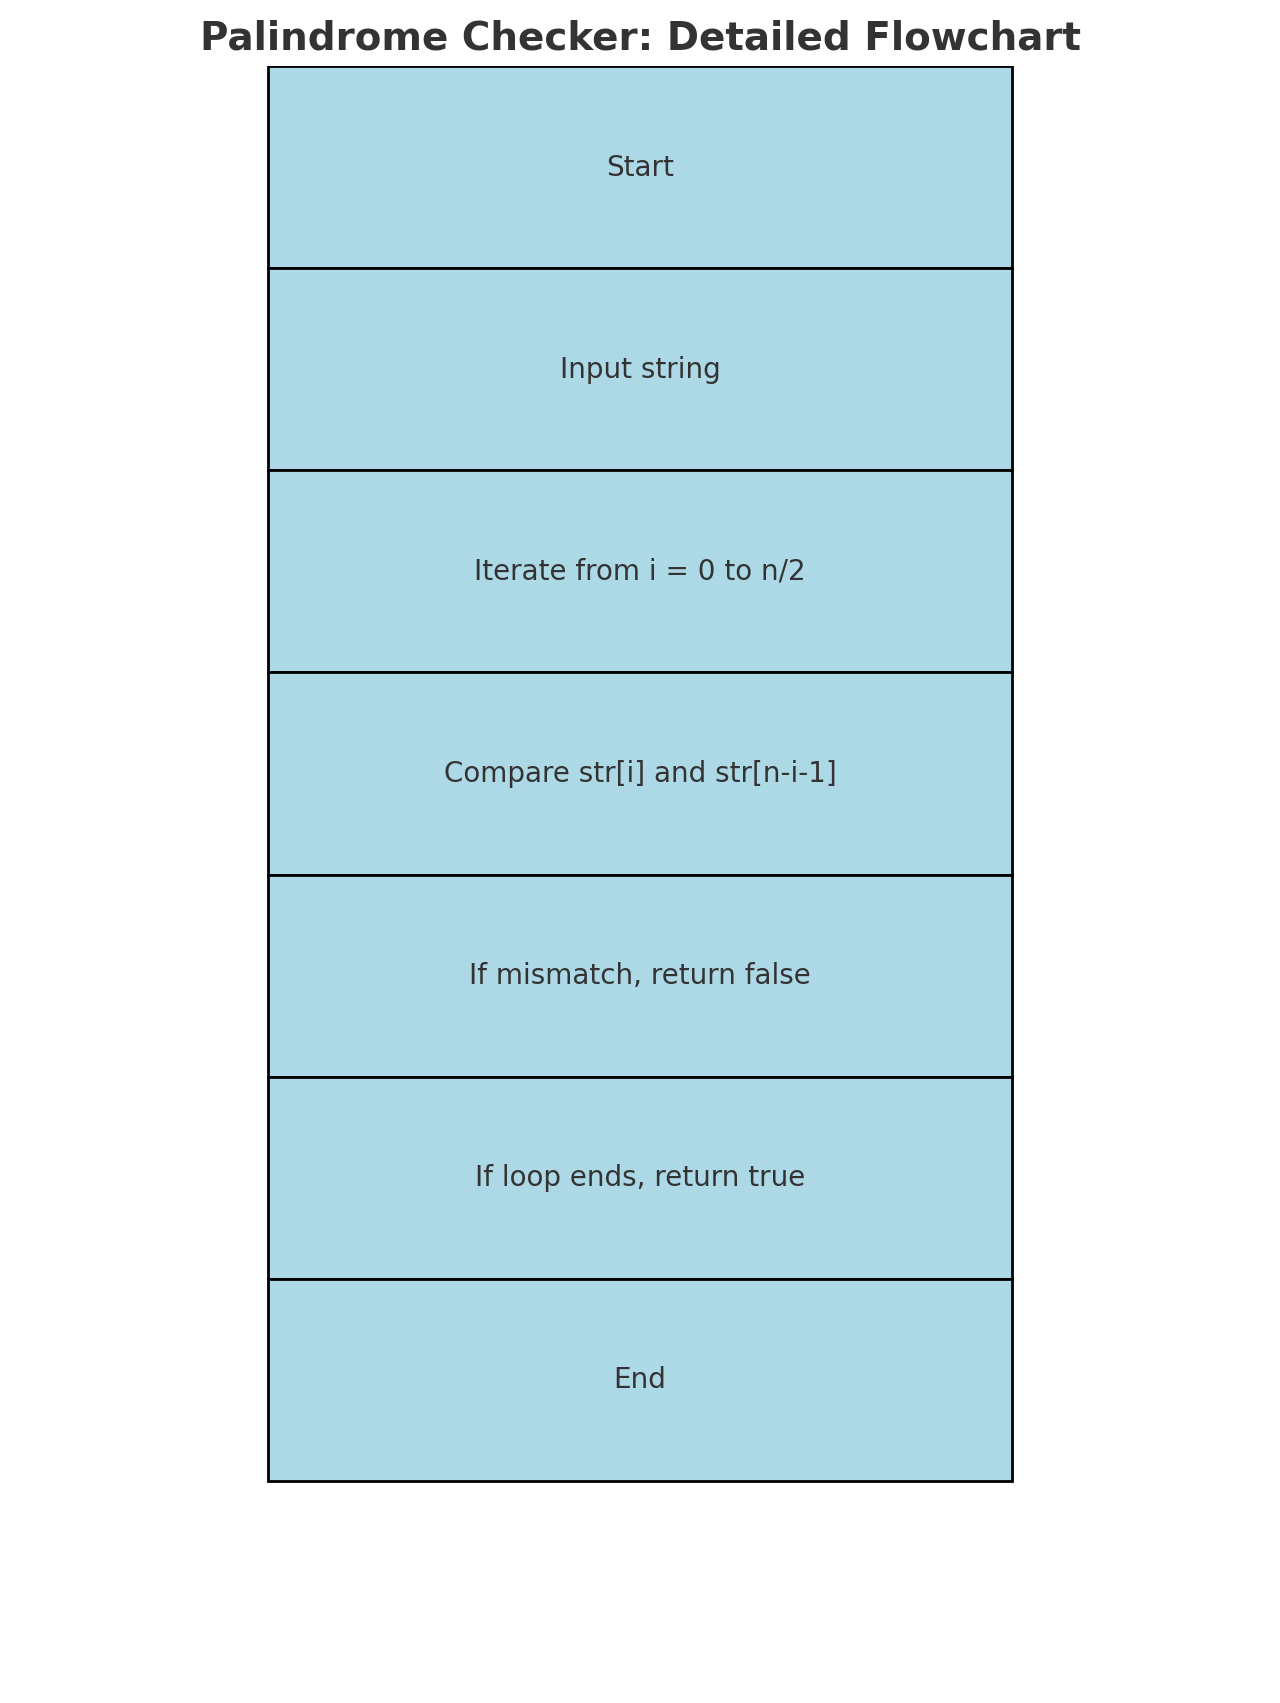 Palindrome Checker: Detailed Flowchart
Start
Input string
Iterate from i = 0 to n/2
Compare str[i] and str[n-i-1]
If mismatch, return false
If loop ends, return true
End